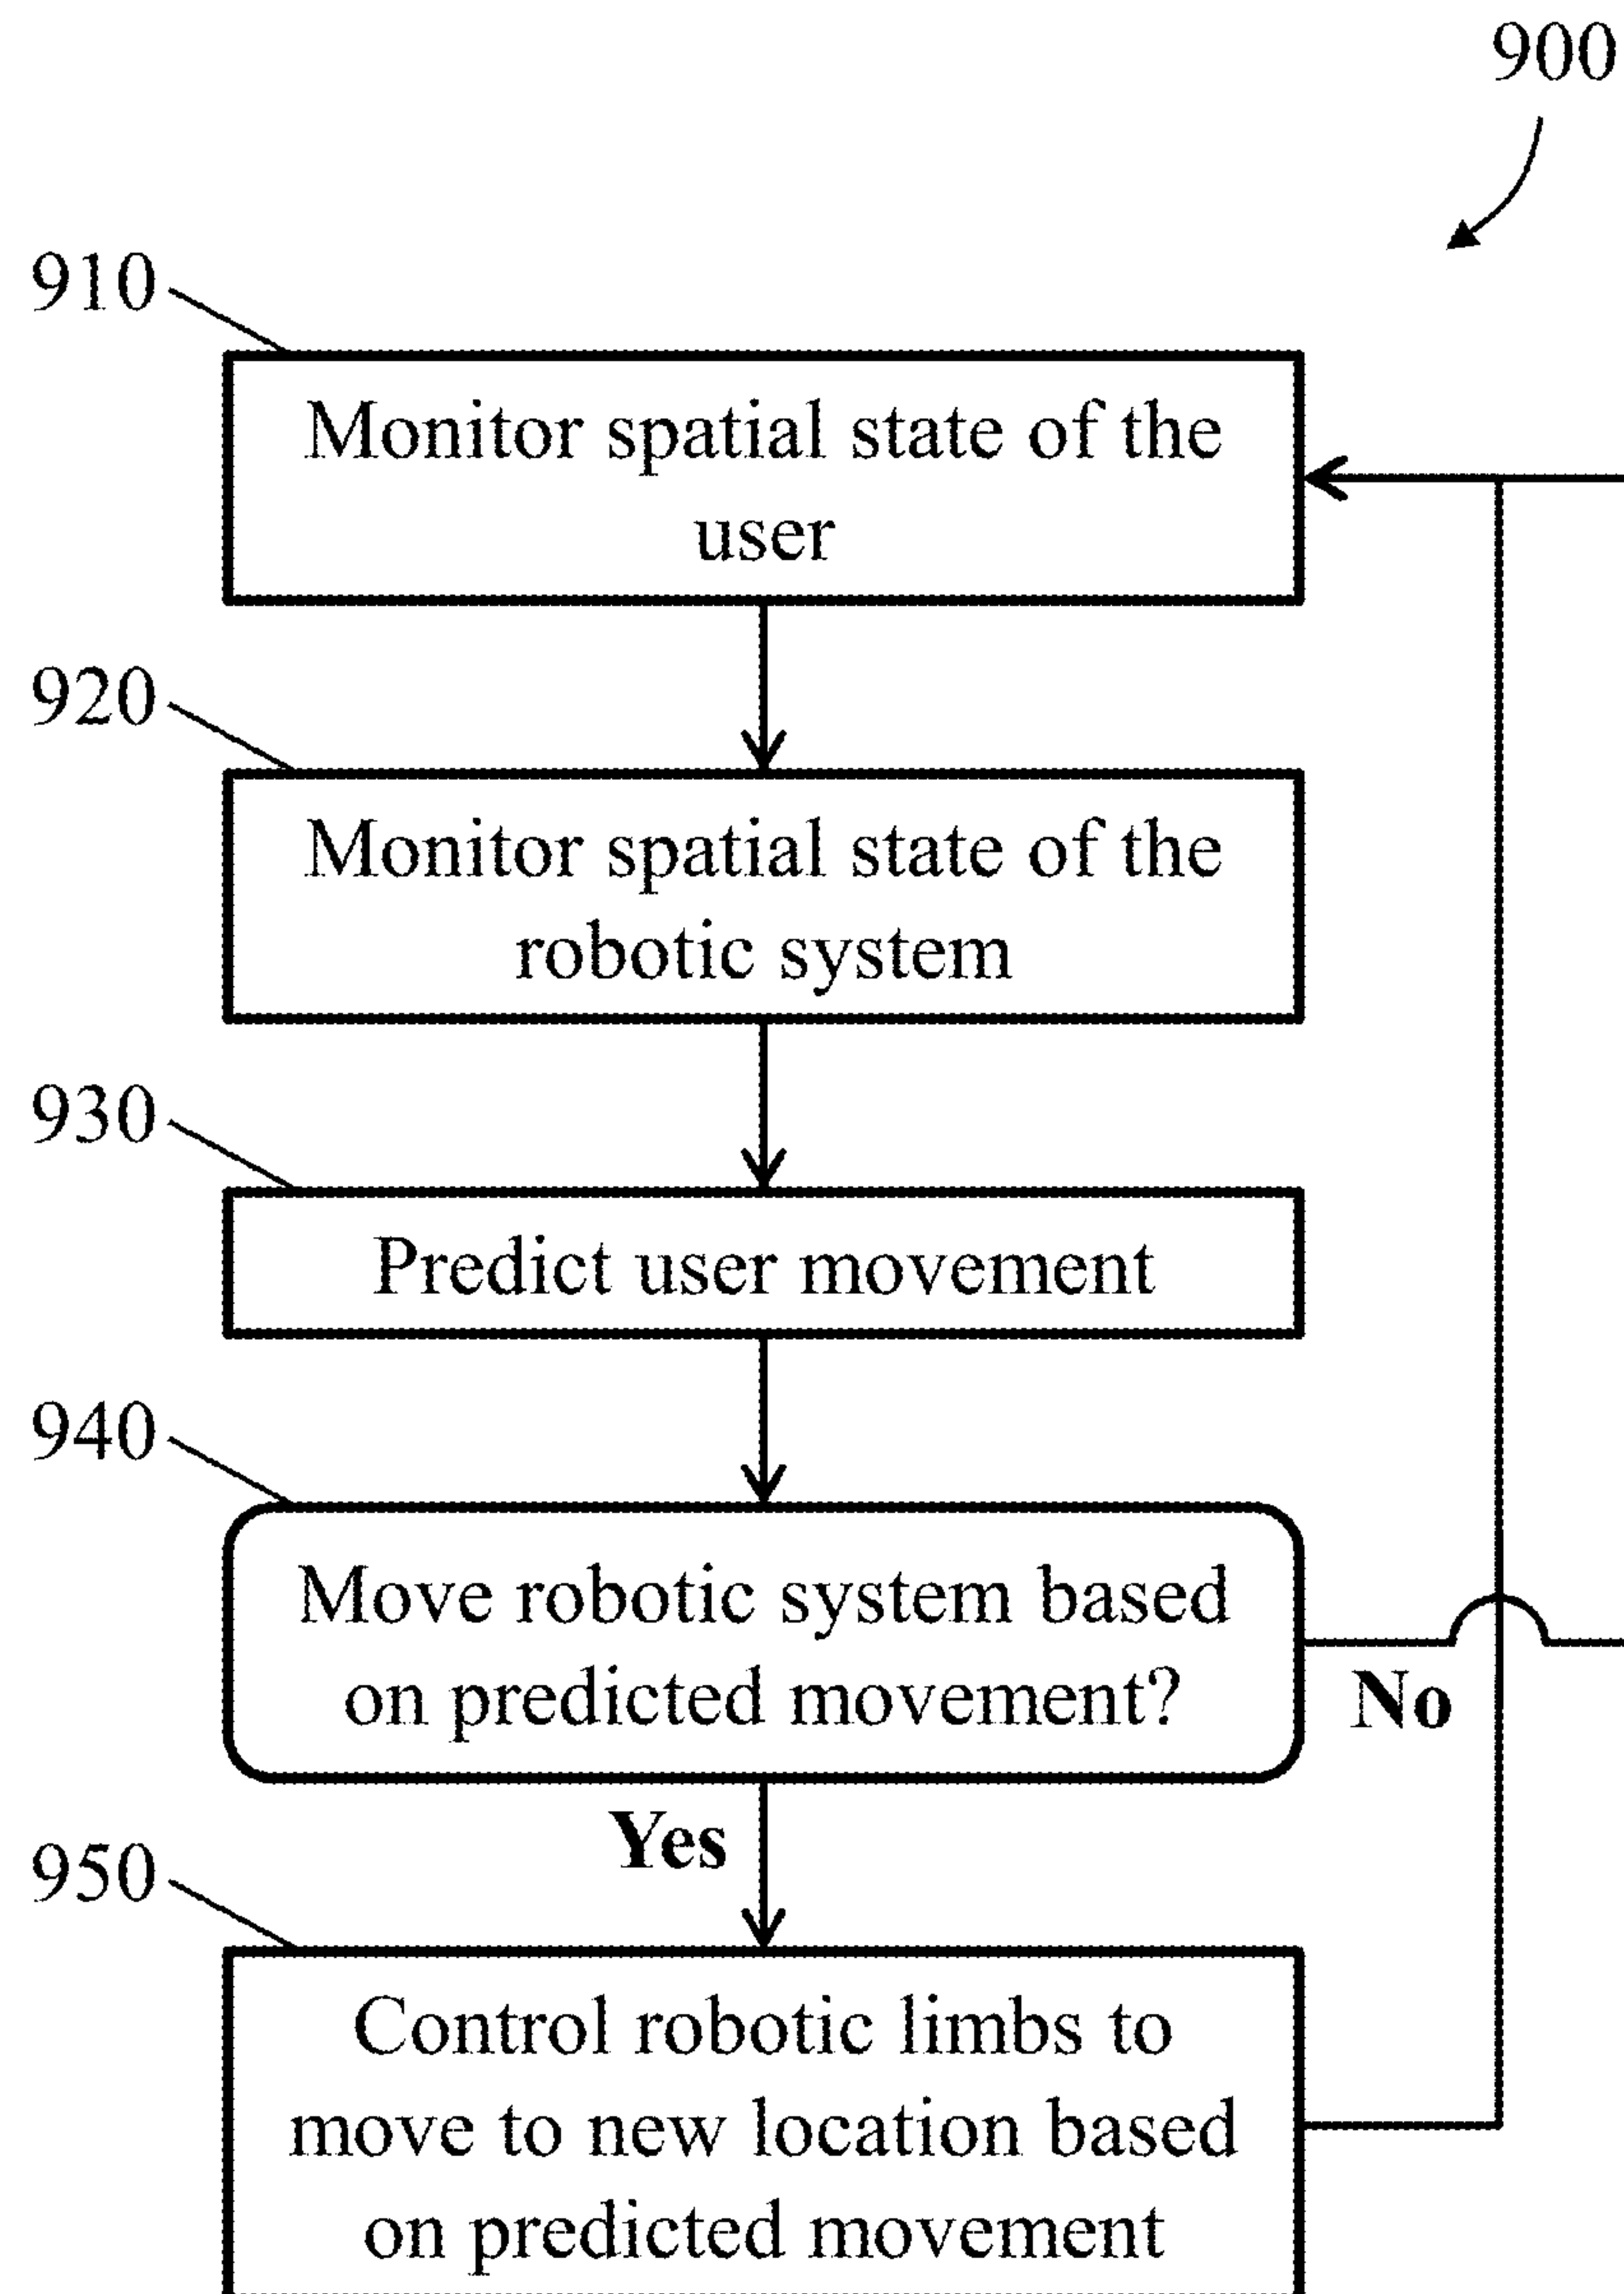 900
910
Monitor spatial state of the
user
920
Monitor spatial state of the
robotic system
930
Predict user movement
940
Move robotic system based
on predicted movement?
No
Yes
950
Control robotic limbs to
move to new location based
on predicted movement